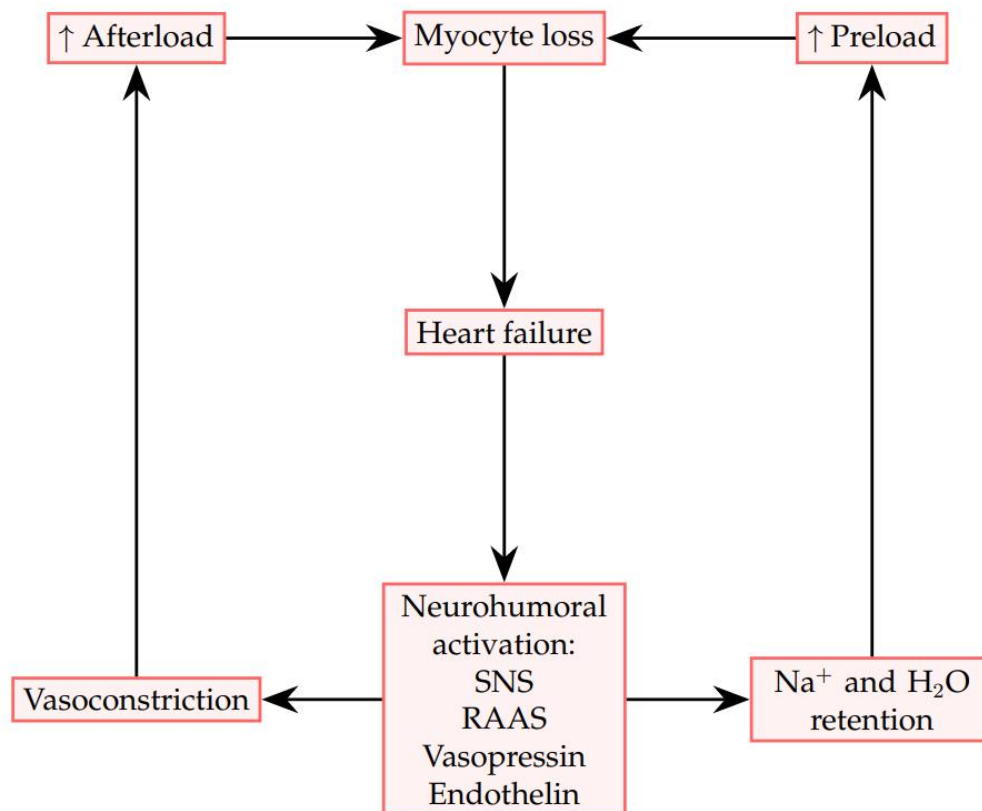 ↑ Afterload
Myocyte loss
↑ Preload
Heart failure
Neurohumoral
activation:
SNS
RAAS
Vasopressin
Endothelin
Vasoconstriction
Na⁺ and H₂O
retention